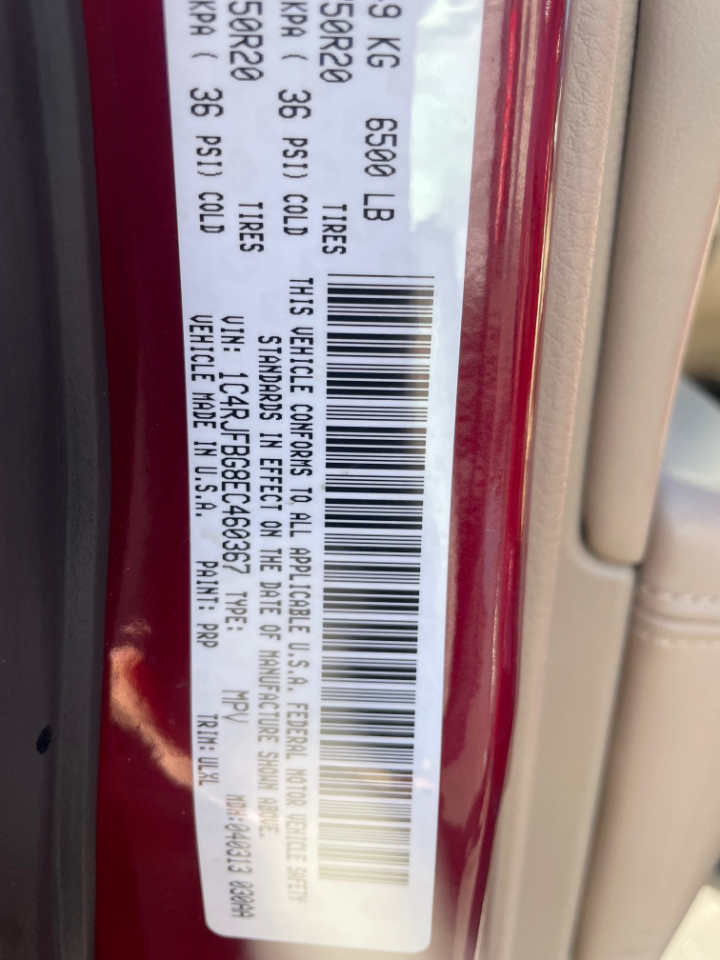 9 KG 6500 LB
50R20 TIRES
KPA ( 36 PSI) COLD
50R20 TIRES
KPA ( 36 PSI) COLD
THIS VEHICLE CONFORMS TO ALL APPLICABLE U.S.A. FEDERAL MOTOR VEHICLE SAFETY
STANDARDS IN EFFECT ON THE DATE OF MANUFACTURE SHOWN ABOVE.
VIN: 1C4RJFBG8EC460367 TYPE: MPV MDH:040313 030AA
VEHICLE MADE IN U.S.A. PAINT: PRP TRIM: ULXL